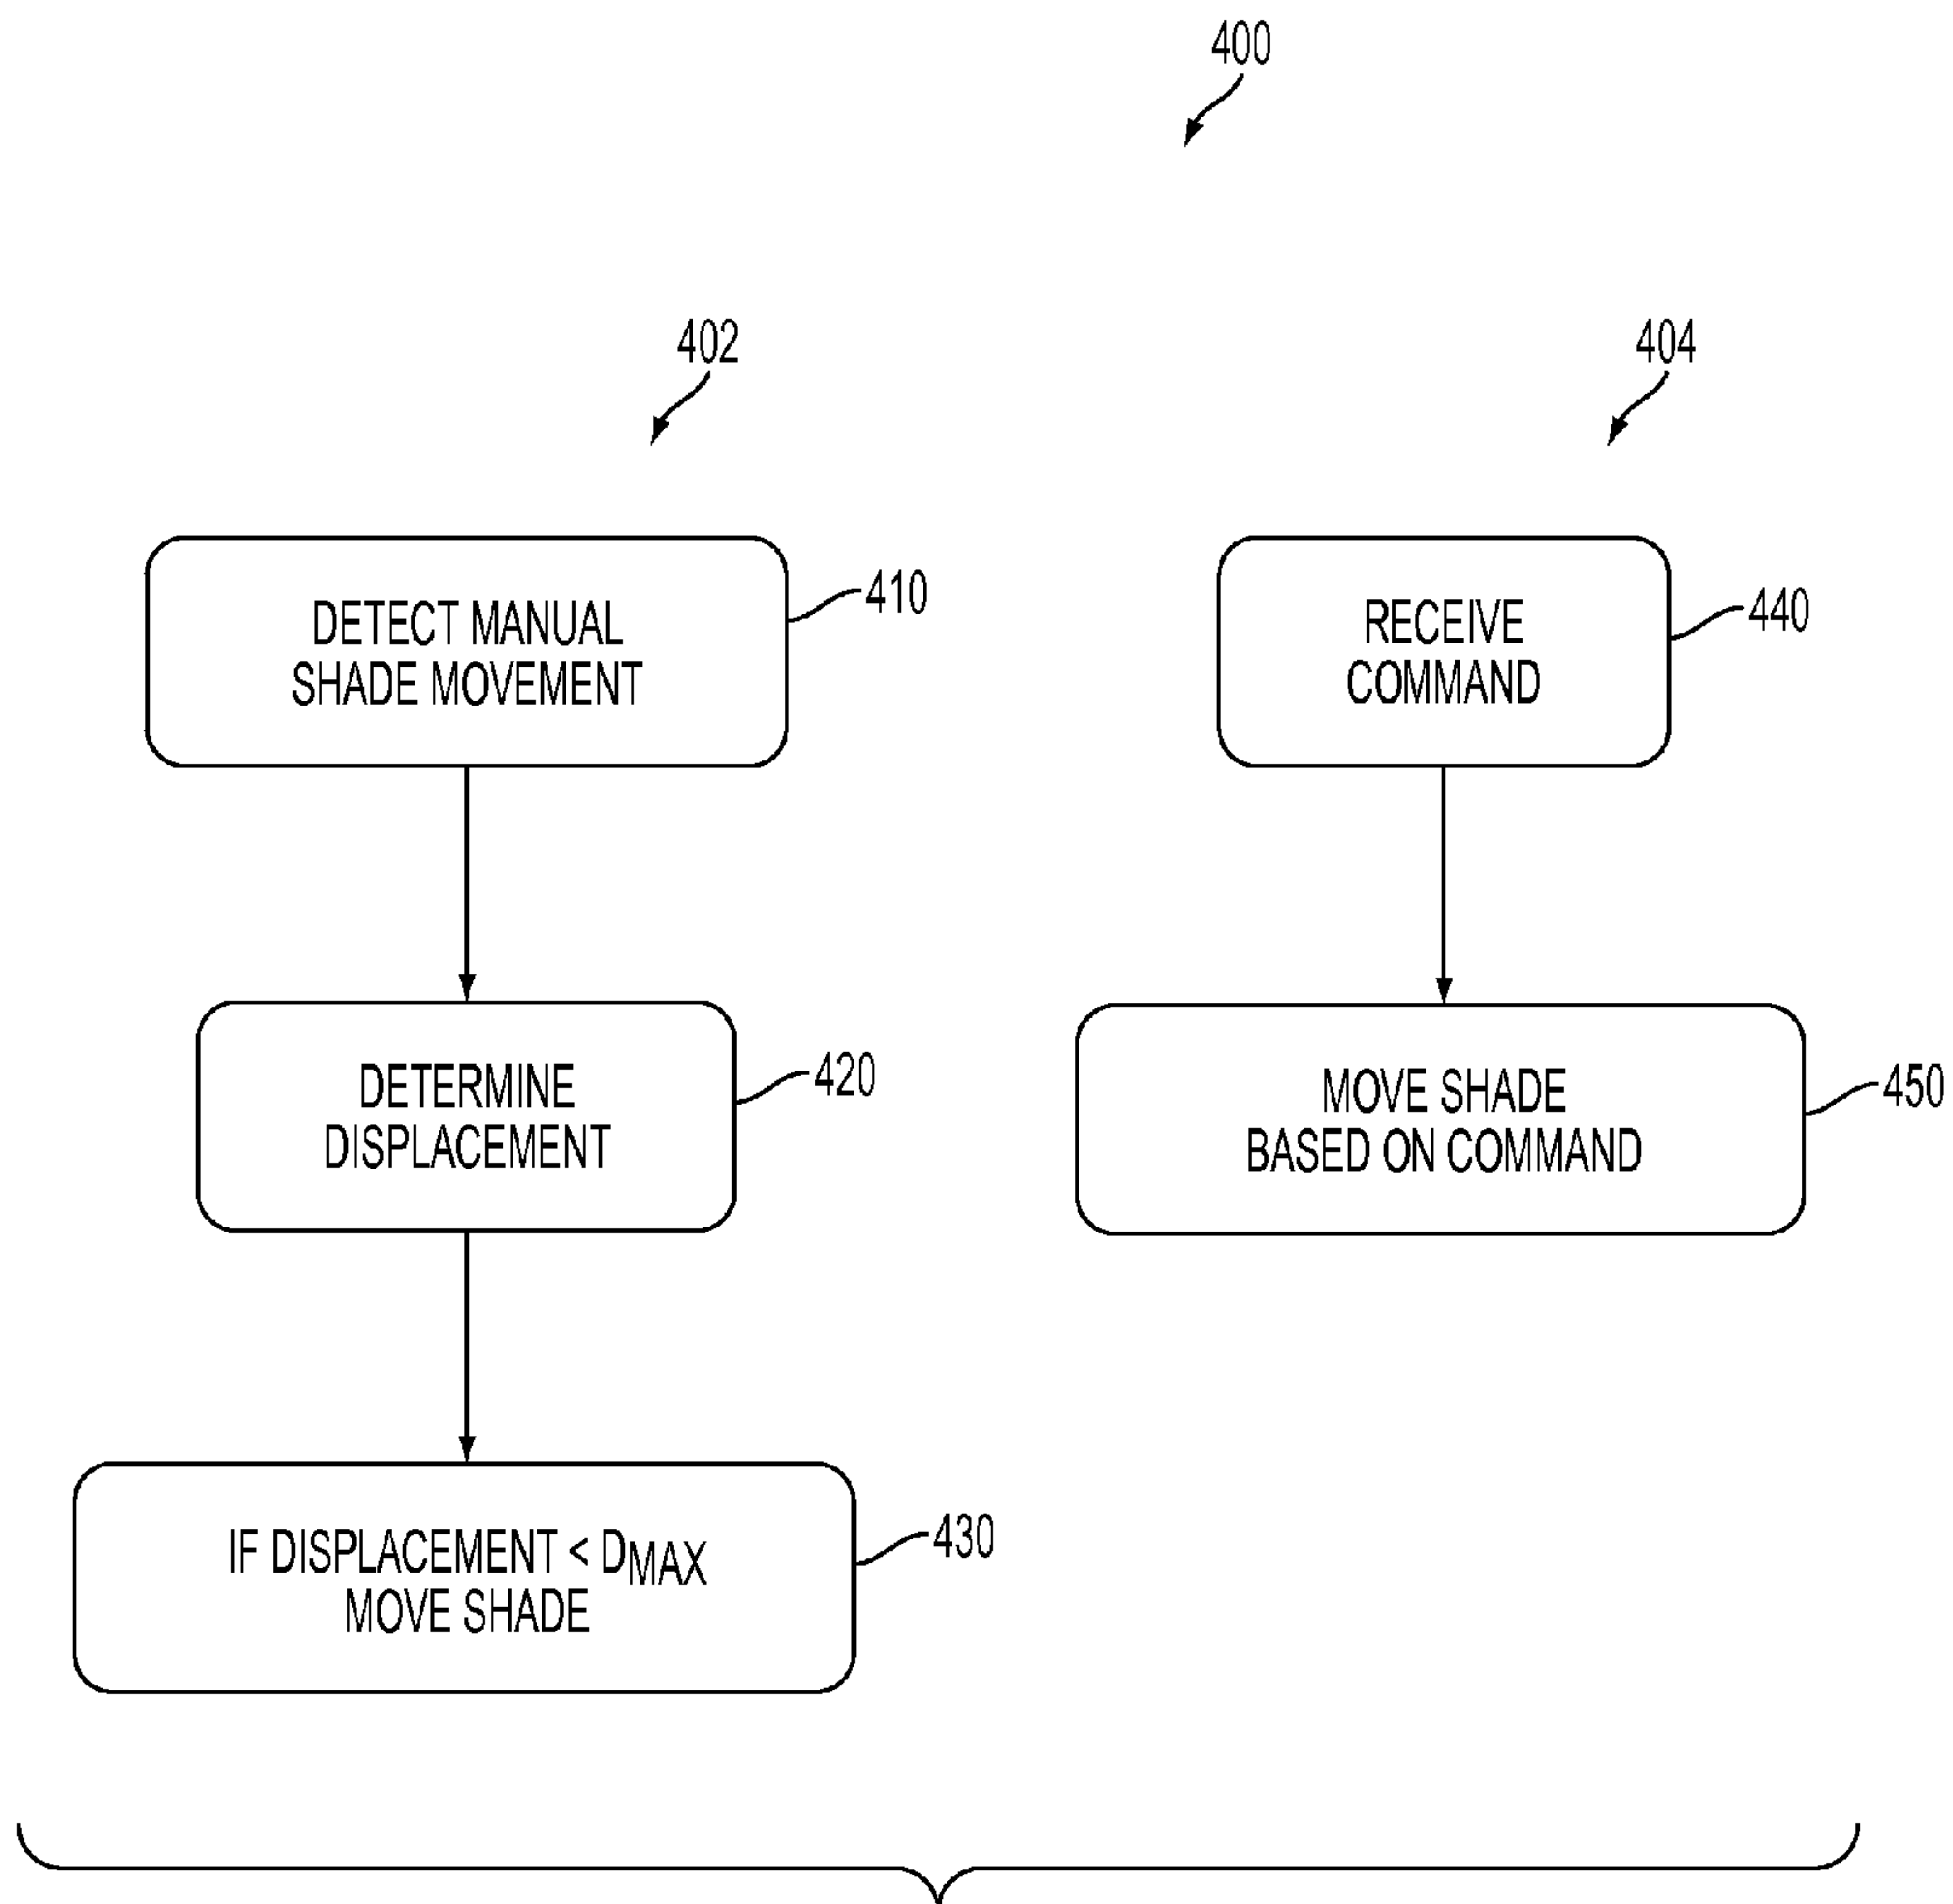 400
402
404
DETECT MANUAL
SHADE MOVEMENT
410
RECEIVE
COMMAND
440
DETERMINE
DISPLACEMENT
420
MOVE SHADE
BASED ON COMMAND
450
IF DISPLACEMENT < DMAX
MOVE SHADE
430